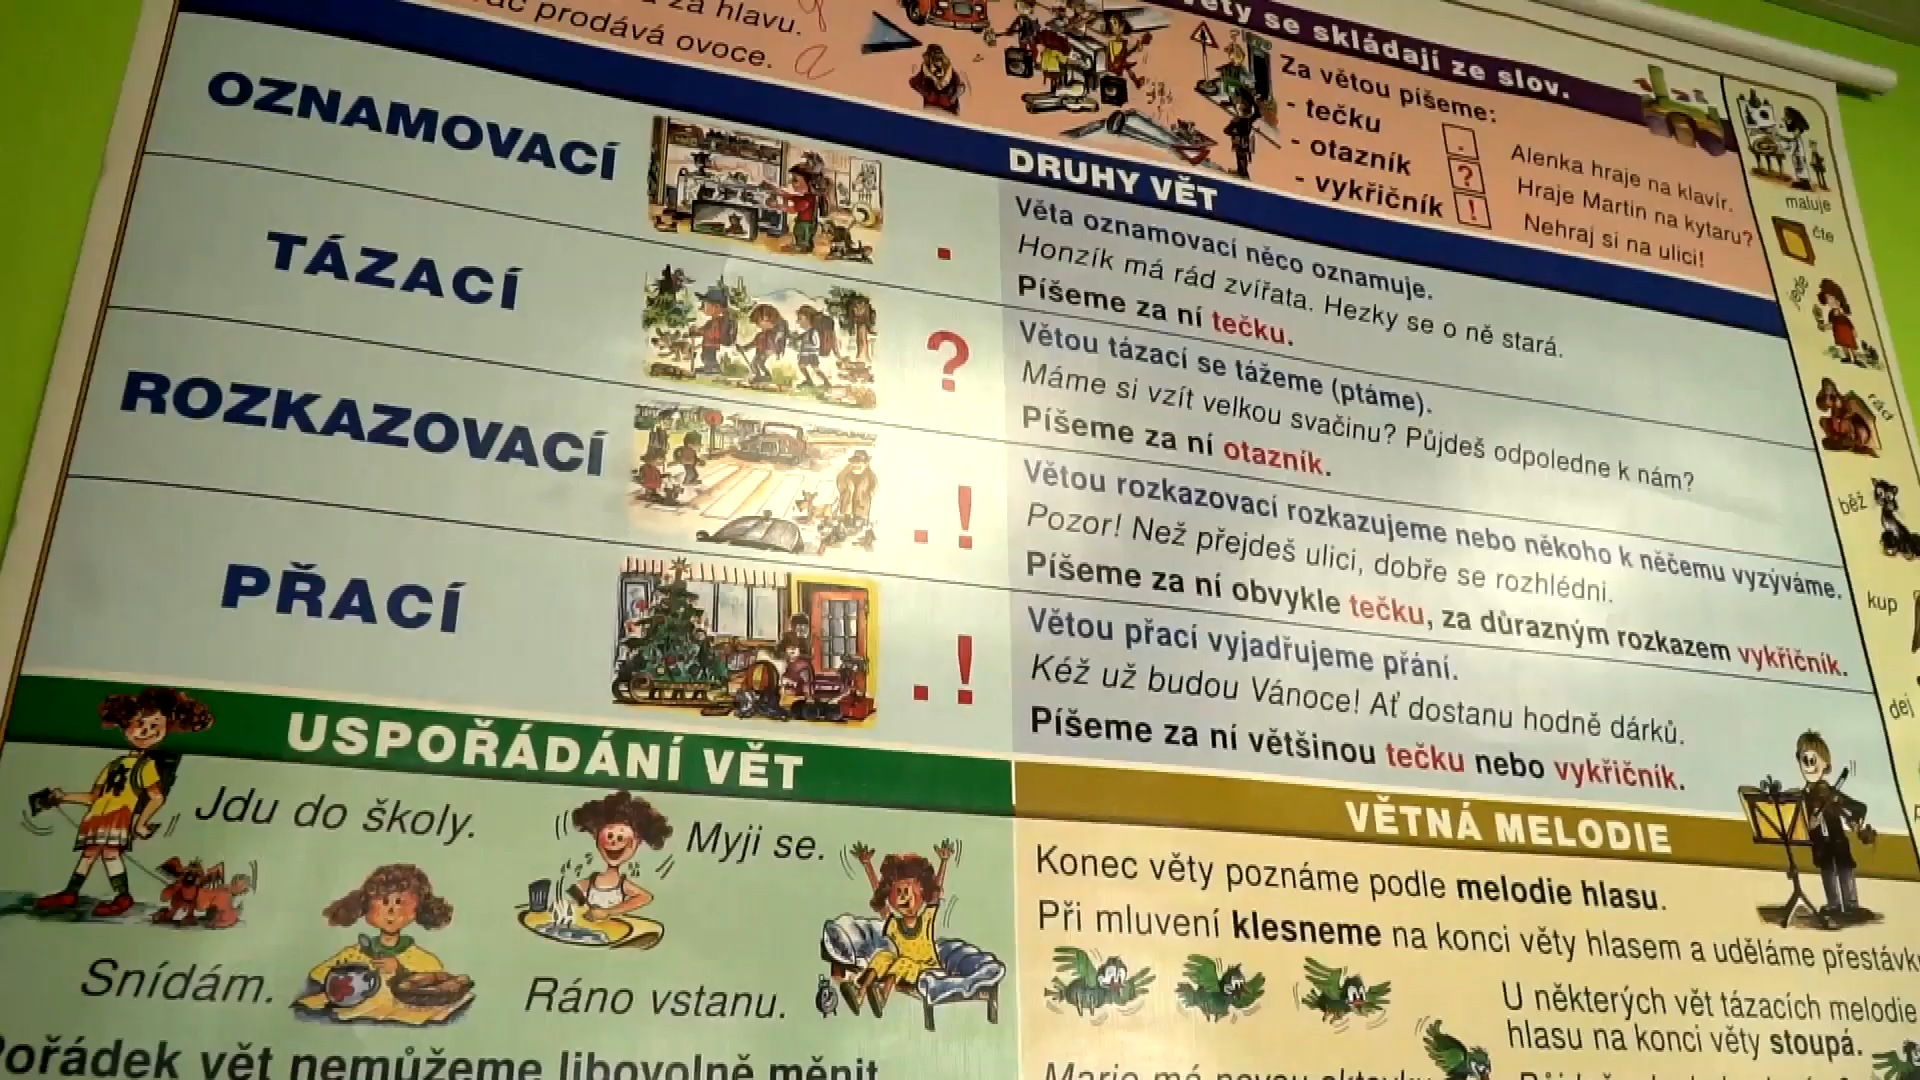 za hlavu.
prodává ovoce.
a
Věty se skládají ze slov.
Za větou píšeme:
- tečku .
- otazník ?
- vykřičník !
Alenka hraje na klavír.
Hraje Martin na kytaru?
Nehraj si na ulici!
maluje
čte
jede
rád
běž
kup
dej
DRUHY VĚT
OZNAMOVACÍ .
Věta oznamovací něco oznamuje.
Honzík má rád zvířata. Hezky se o ně stará.
Píšeme za ní tečku.
TÁZACÍ ?
Větou tázací se tážeme (ptáme).
Máme si vzít velkou svačinu? Půjdeš odpoledne k nám?
Píšeme za ní otazník.
ROZKAZOVACÍ . !
Větou rozkazovací rozkazujeme nebo někoho k něčemu vyzýváme.
Pozor! Než přejdeš ulici, dobře se rozhlédni.
Píšeme za ní obvykle tečku, za důrazným rozkazem vykřičník.
PŘACÍ . !
Větou přací vyjadřujeme přání.
Kéž už budou Vánoce! Ať dostanu hodně dárků.
Píšeme za ní většinou tečku nebo vykřičník.
USPOŘÁDÁNÍ VĚT
Jdu do školy.
Myji se.
Snídám.
Ráno vstanu.
Pořádek vět nemůžeme libovolně měnit
VĚTNÁ MELODIE
Konec věty poznáme podle melodie hlasu.
Při mluvení klesneme na konci věty hlasem a uděláme přestávku
U některých vět tázacích melodie
hlasu na konci věty stoupá.
má novou